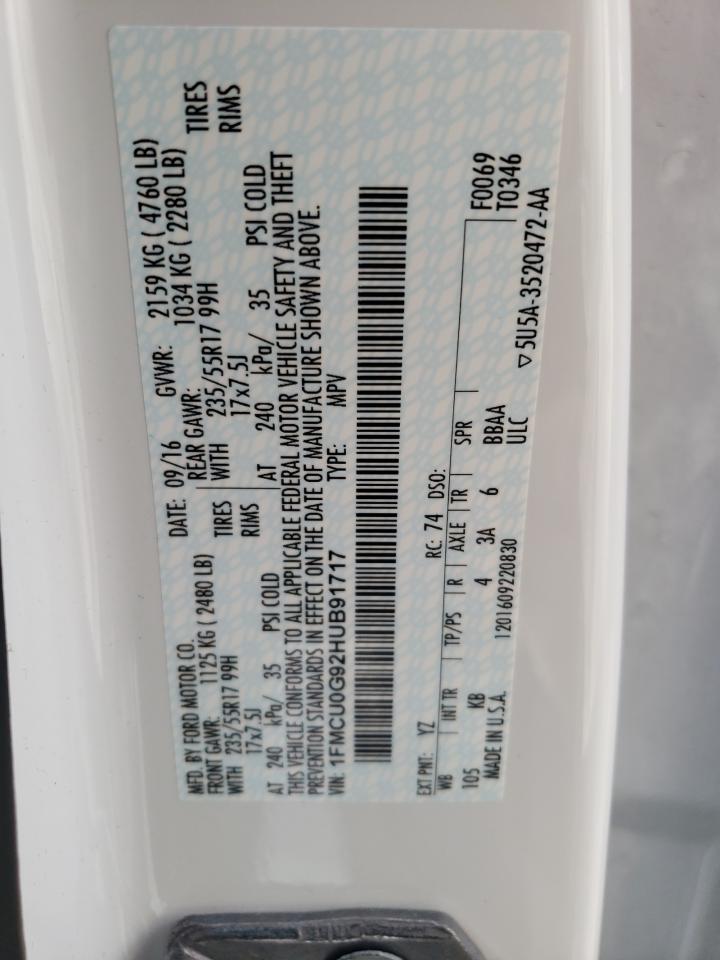 MFD. BY FORD MOTOR CO. DATE: 09/16 GVWR: 2159 KG ( 4760 LB)
FRONT GAWR: 1125 KG ( 2480 LB) REAR GAWR: 1034 KG ( 2280 LB)
WITH 235/55R17 99H TIRES WITH 235/55R17 99H TIRES
17x7.5J RIMS 17x7.5J RIMS
AT 240 kPa/ 35 PSI COLD AT 240 kPa/ 35 PSI COLD
THIS VEHICLE CONFORMS TO ALL APPLICABLE FEDERAL MOTOR VEHICLE SAFETY AND THEFT
PREVENTION STANDARDS IN EFFECT ON THE DATE OF MANUFACTURE SHOWN ABOVE.
VIN: 1FMCU0G92HUB91717 TYPE: MPV
EXT PNT: YZ RC: 74 DSO:
WB INT TR TP/PS R AXLE TR SPR F0069
105 KB 4 3A 6 BBAA T0346
MADE IN U.S.A. 1201609220830 ULC
▽ 5U5A-3520472-AA